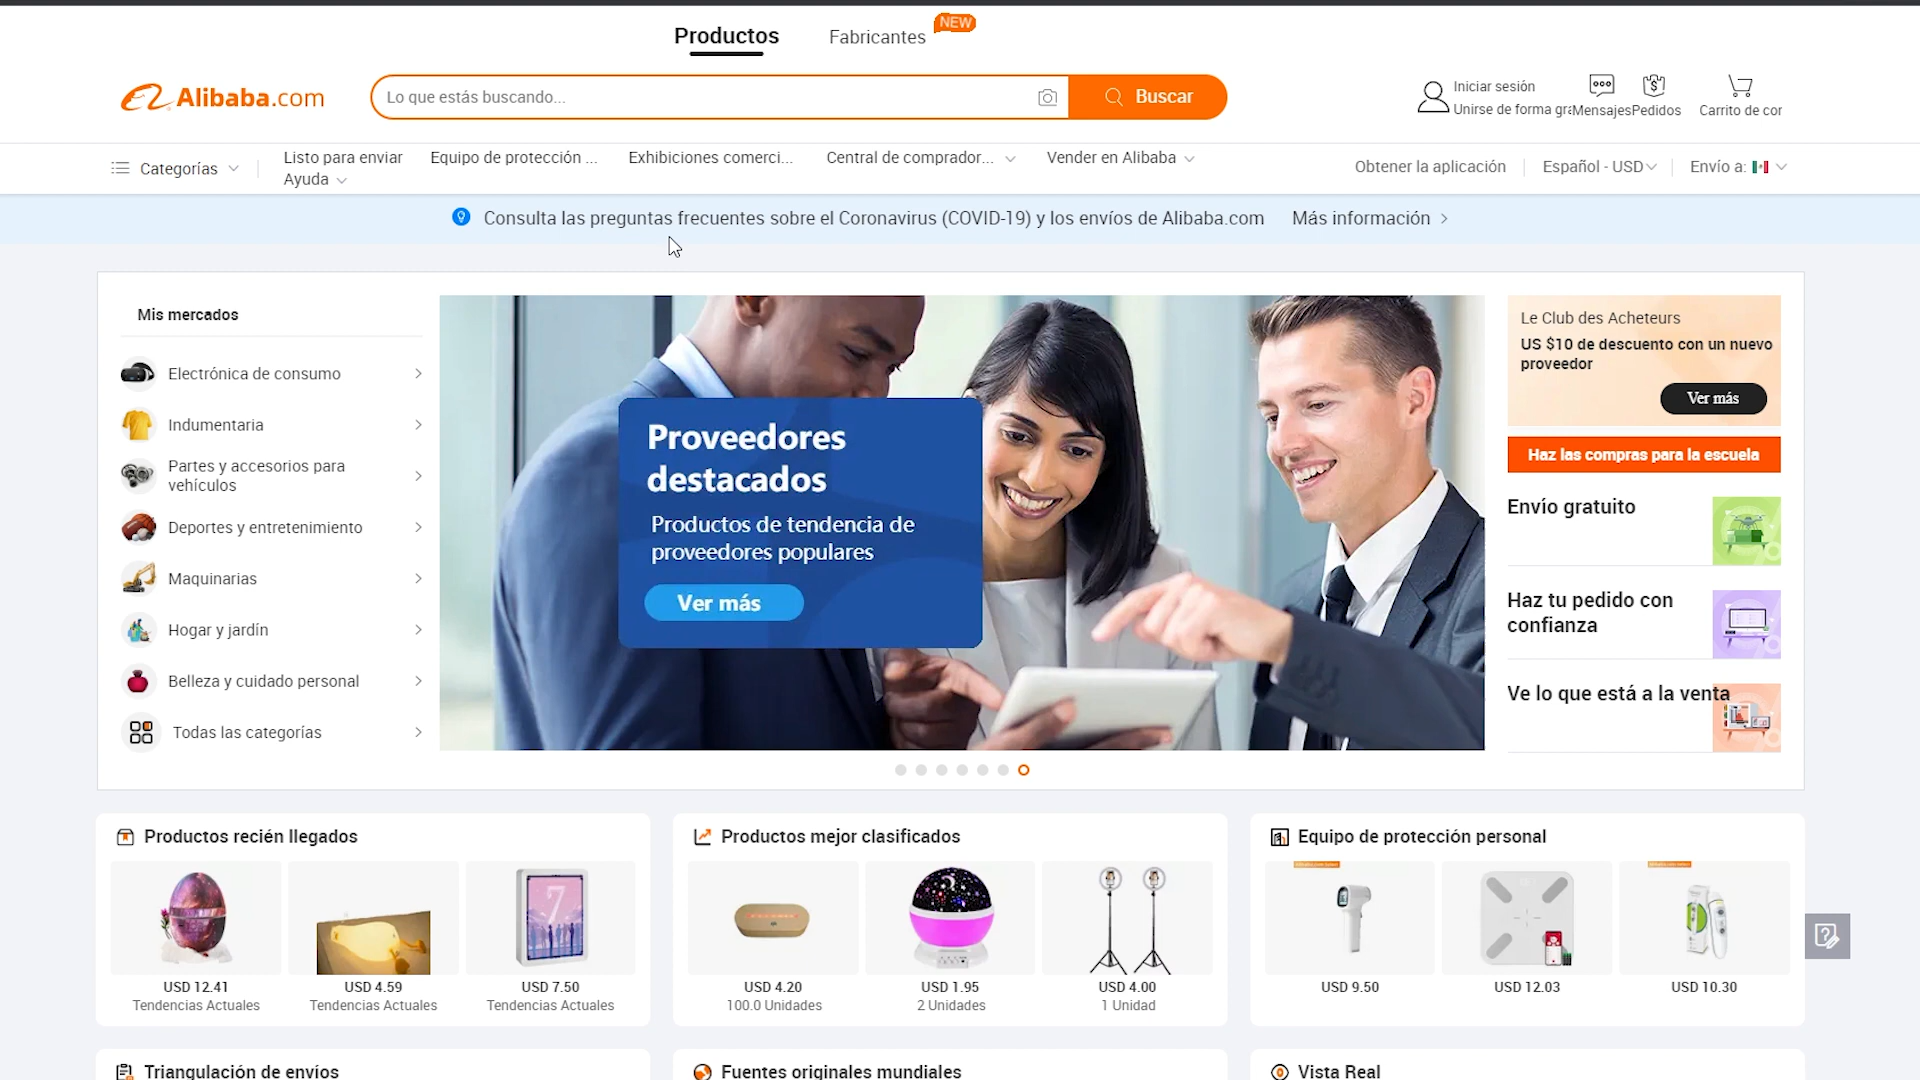 Productos
Fabricantes
NEW
Alibaba.com
Lo que estás buscando...
Buscar
Iniciar sesión
Unirse de forma gra
Mensajes
Pedidos
Carrito de cor
Categorías
Listo para enviar
Equipo de protección ...
Exhibiciones comerci...
Central de comprador...
Vender en Alibaba
Ayuda
Obtener la aplicación
Español - USD
Envío a:
Consulta las preguntas frecuentes sobre el Coronavirus (COVID-19) y los envíos de Alibaba.com
Más información
Mis mercados
Electrónica de consumo
Indumentaria
Partes y accesorios para
vehículos
Deportes y entretenimiento
Maquinarias
Hogar y jardín
Belleza y cuidado personal
Todas las categorías
Proveedores
destacados
Productos de tendencia de
proveedores populares
Ver más
Le Club des Acheteurs
US $10 de descuento con un nuevo
proveedor
Ver más
Haz las compras para la escuela
Envío gratuito
Haz tu pedido con
confianza
Ve lo que está a la venta
Productos recién llegados
USD 12.41
Tendencias Actuales
USD 4.59
Tendencias Actuales
7
USD 7.50
Tendencias Actuales
Productos mejor clasificados
USD 4.20
100.0 Unidades
USD 1.95
2 Unidades
USD 4.00
1 Unidad
Equipo de protección personal
USD 9.50
USD 12.03
USD 10.30
Triangulación de envíos
Fuentes originales mundiales
Vista Real